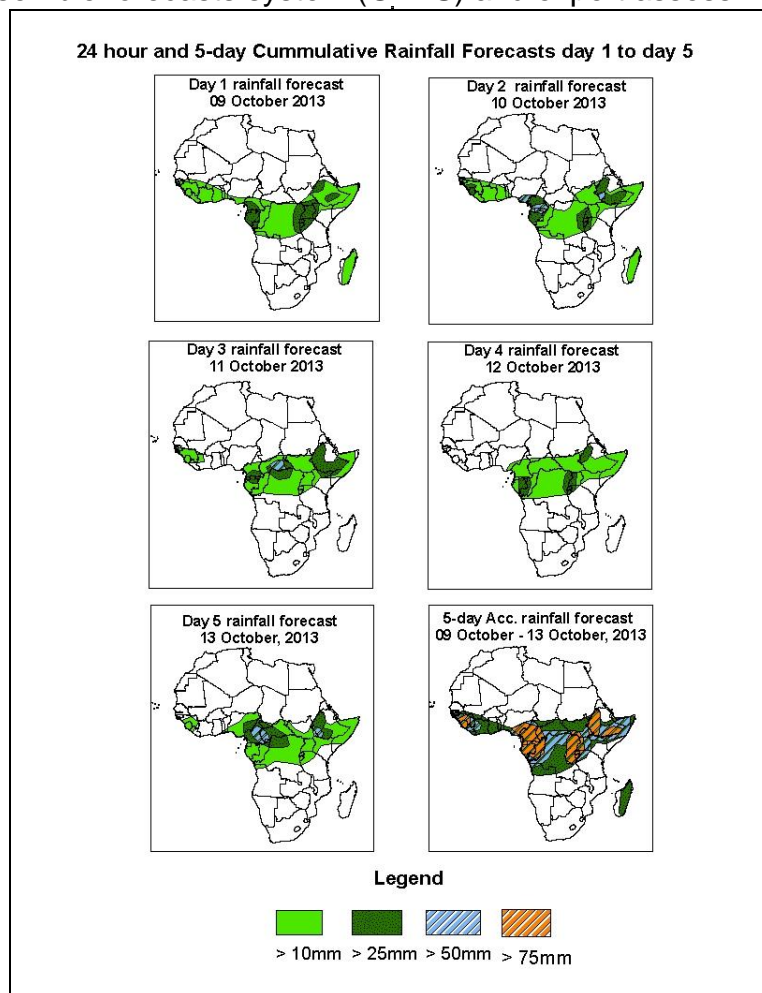 24 hour and 5-day Cummulative Rainfall Forecasts day 1 to day 5
Day 1 rainfall forecast
09 October 2013
Day 2 rainfall forecast
10 October 2013
Day 3 rainfall forecast
11 October 2013
Day 4 rainfall forecast
12 October 2013
Day 5 rainfall forecast
13 October, 2013
5-day Acc. rainfall forecast
09 October - 13 October, 2013
Legend
> 10mm > 25mm > 50mm > 75mm